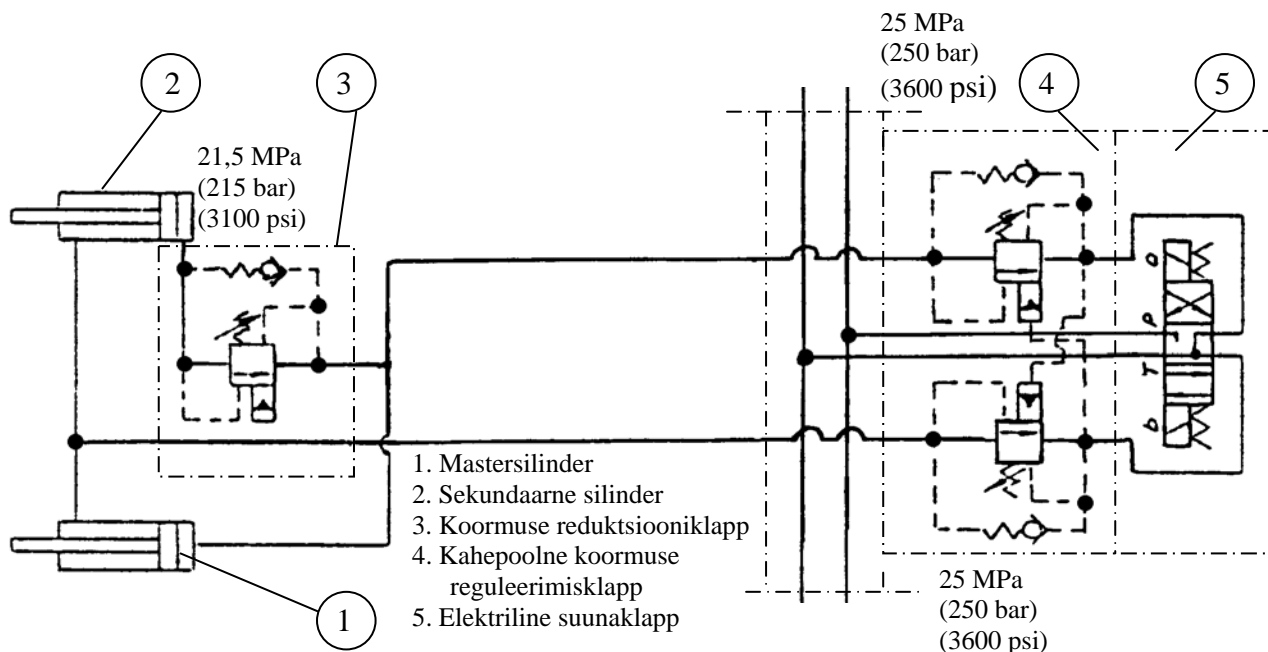 25 MPa
(250 bar)
(3600 psi)
2
3
4
5
21,5 MPa
(215 bar)
(3100 psi)
a
P
T
b
1. Mastersilinder
2. Sekundaarne silinder
3. Koormuse reduktsiooniklapp
4. Kahepoolne koormuse
reguleerimisklapp
5. Elektriline suunaklapp
1
25 MPa
(250 bar)
(3600 psi)